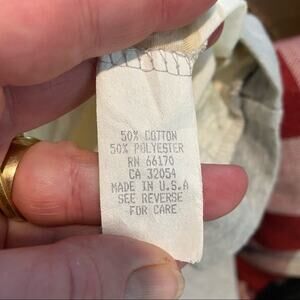 50% COTTON
50% POLYESTER
RN 66170
CA 32054
MADE IN U.S.A
SEE REVERSE
FOR CARE